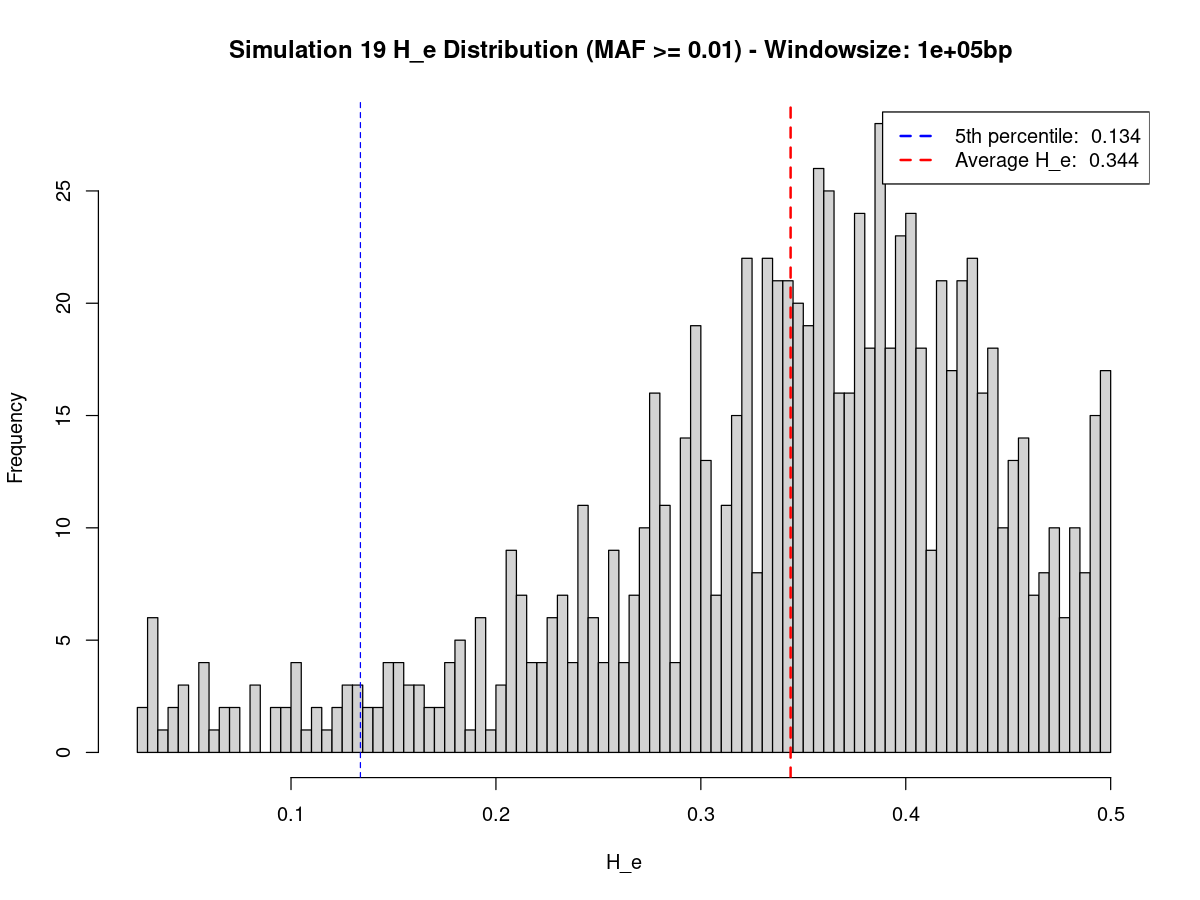 Simulation 19 H_e Distribution (MAF >= 0.01) - Windowsize: 1e+05bp
5th percentile: 0.134
Average H_e: 0.344
25
20
15
10
5
0
Frequency
0.1 0.2 0.3 0.4 0.5
H_e